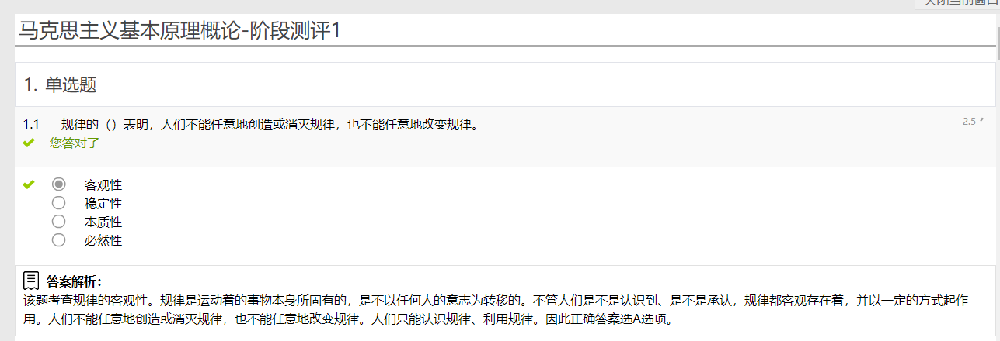 关闭当前窗口
马克思主义基本原理概论-阶段测评1
1. 单选题
1.1 规律的（）表明，人们不能任意地创造或消灭规律，也不能任意地改变规律。 2.5
您答对了
客观性
稳定性
本质性
必然性
答案解析：
该题考查规律的客观性。规律是运动着的事物本身所固有的，是不以任何人的意志为转移的。不管人们是不是认识到、是不是承认，规律都客观存在着，并以一定的方式起作
用。人们不能任意地创造或消灭规律，也不能任意地改变规律。人们只能认识规律、利用规律。因此正确答案选A选项。